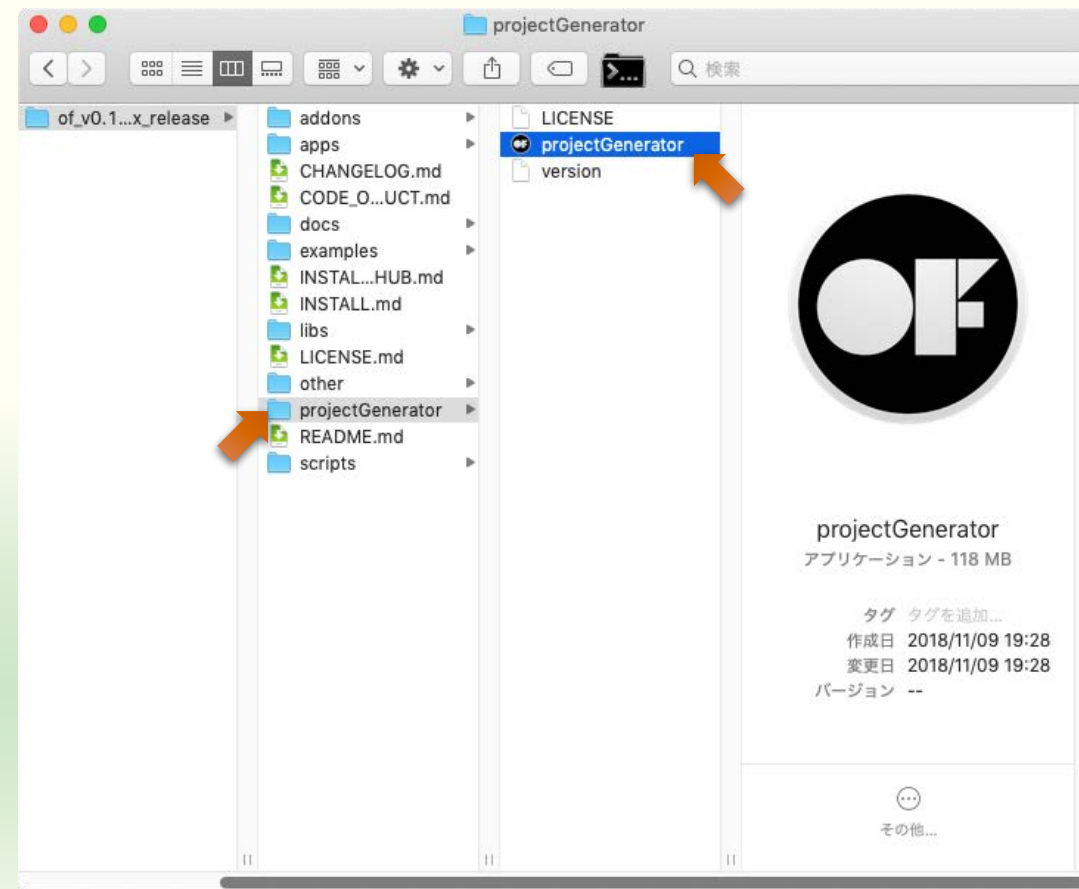 projectGenerator
検索
of_v0.1...x_release
addons
apps
CHANGELOG.md
CODE_O...UCT.md
docs
examples
INSTAL...HUB.md
INSTALL.md
libs
LICENSE.md
other
projectGenerator
README.md
scripts
LICENSE
projectGenerator
version
OF
projectGenerator
アプリケーション - 118 MB
タグ タグを追加...
作成日 2018/11/09 19:28
変更日 2018/11/09 19:28
バージョン --
その他...